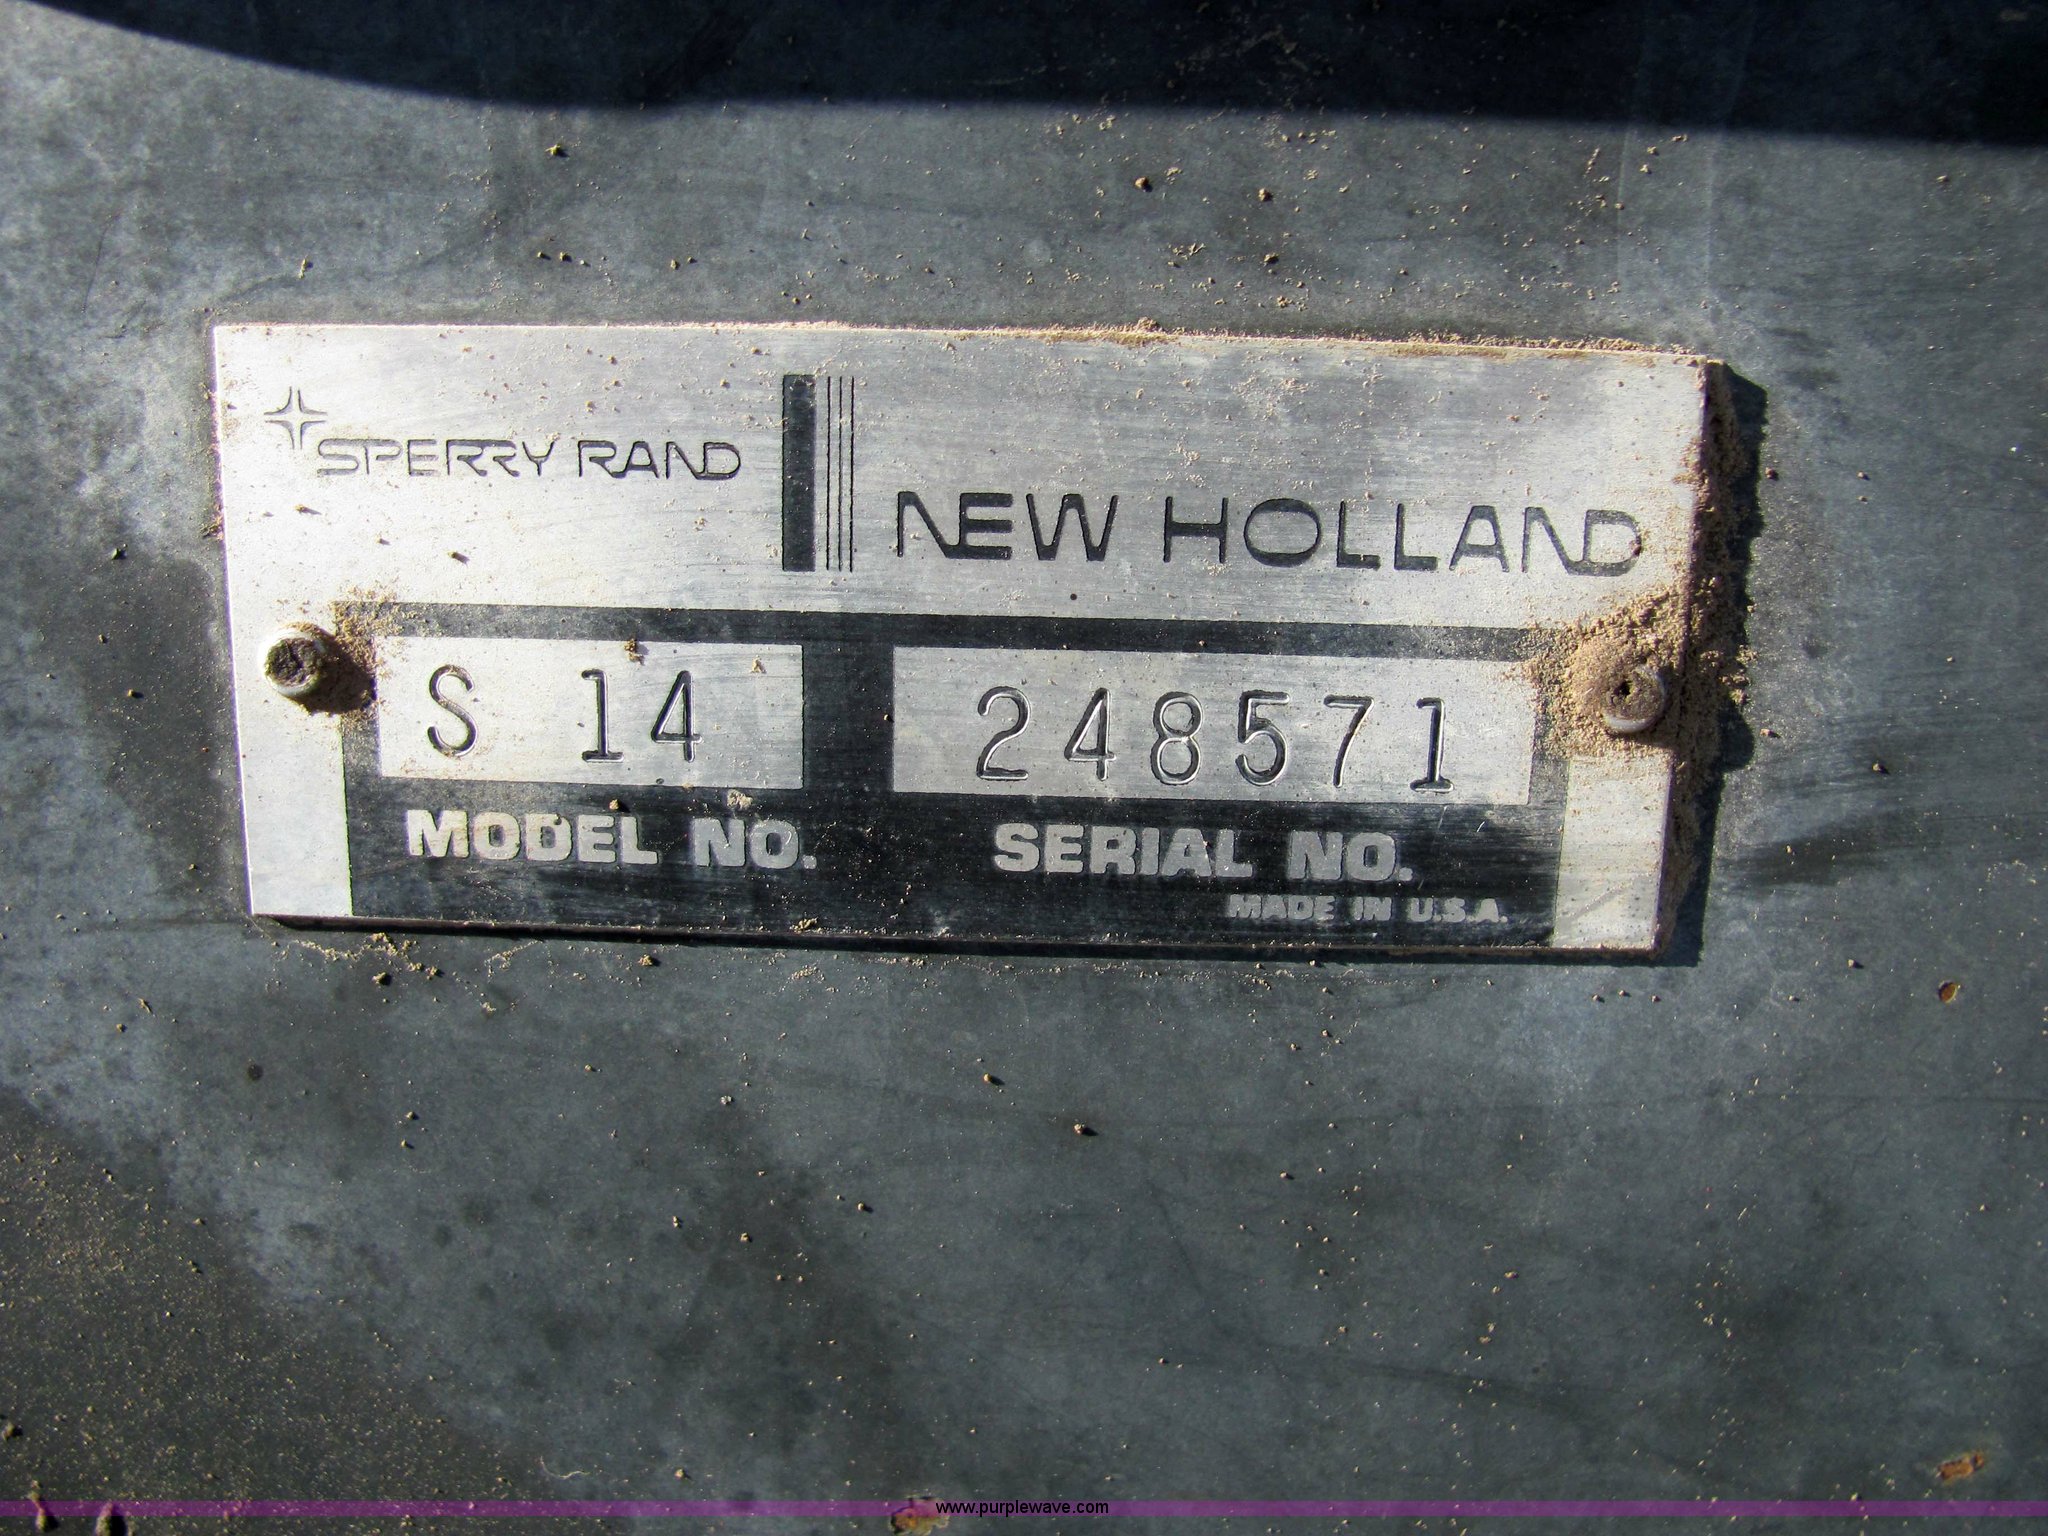 SPERRY RAND
NEW HOLLAND
S 14 248571
MODEL NO. SERIAL NO.
MADE IN U.S.A.
www.purplewave.com